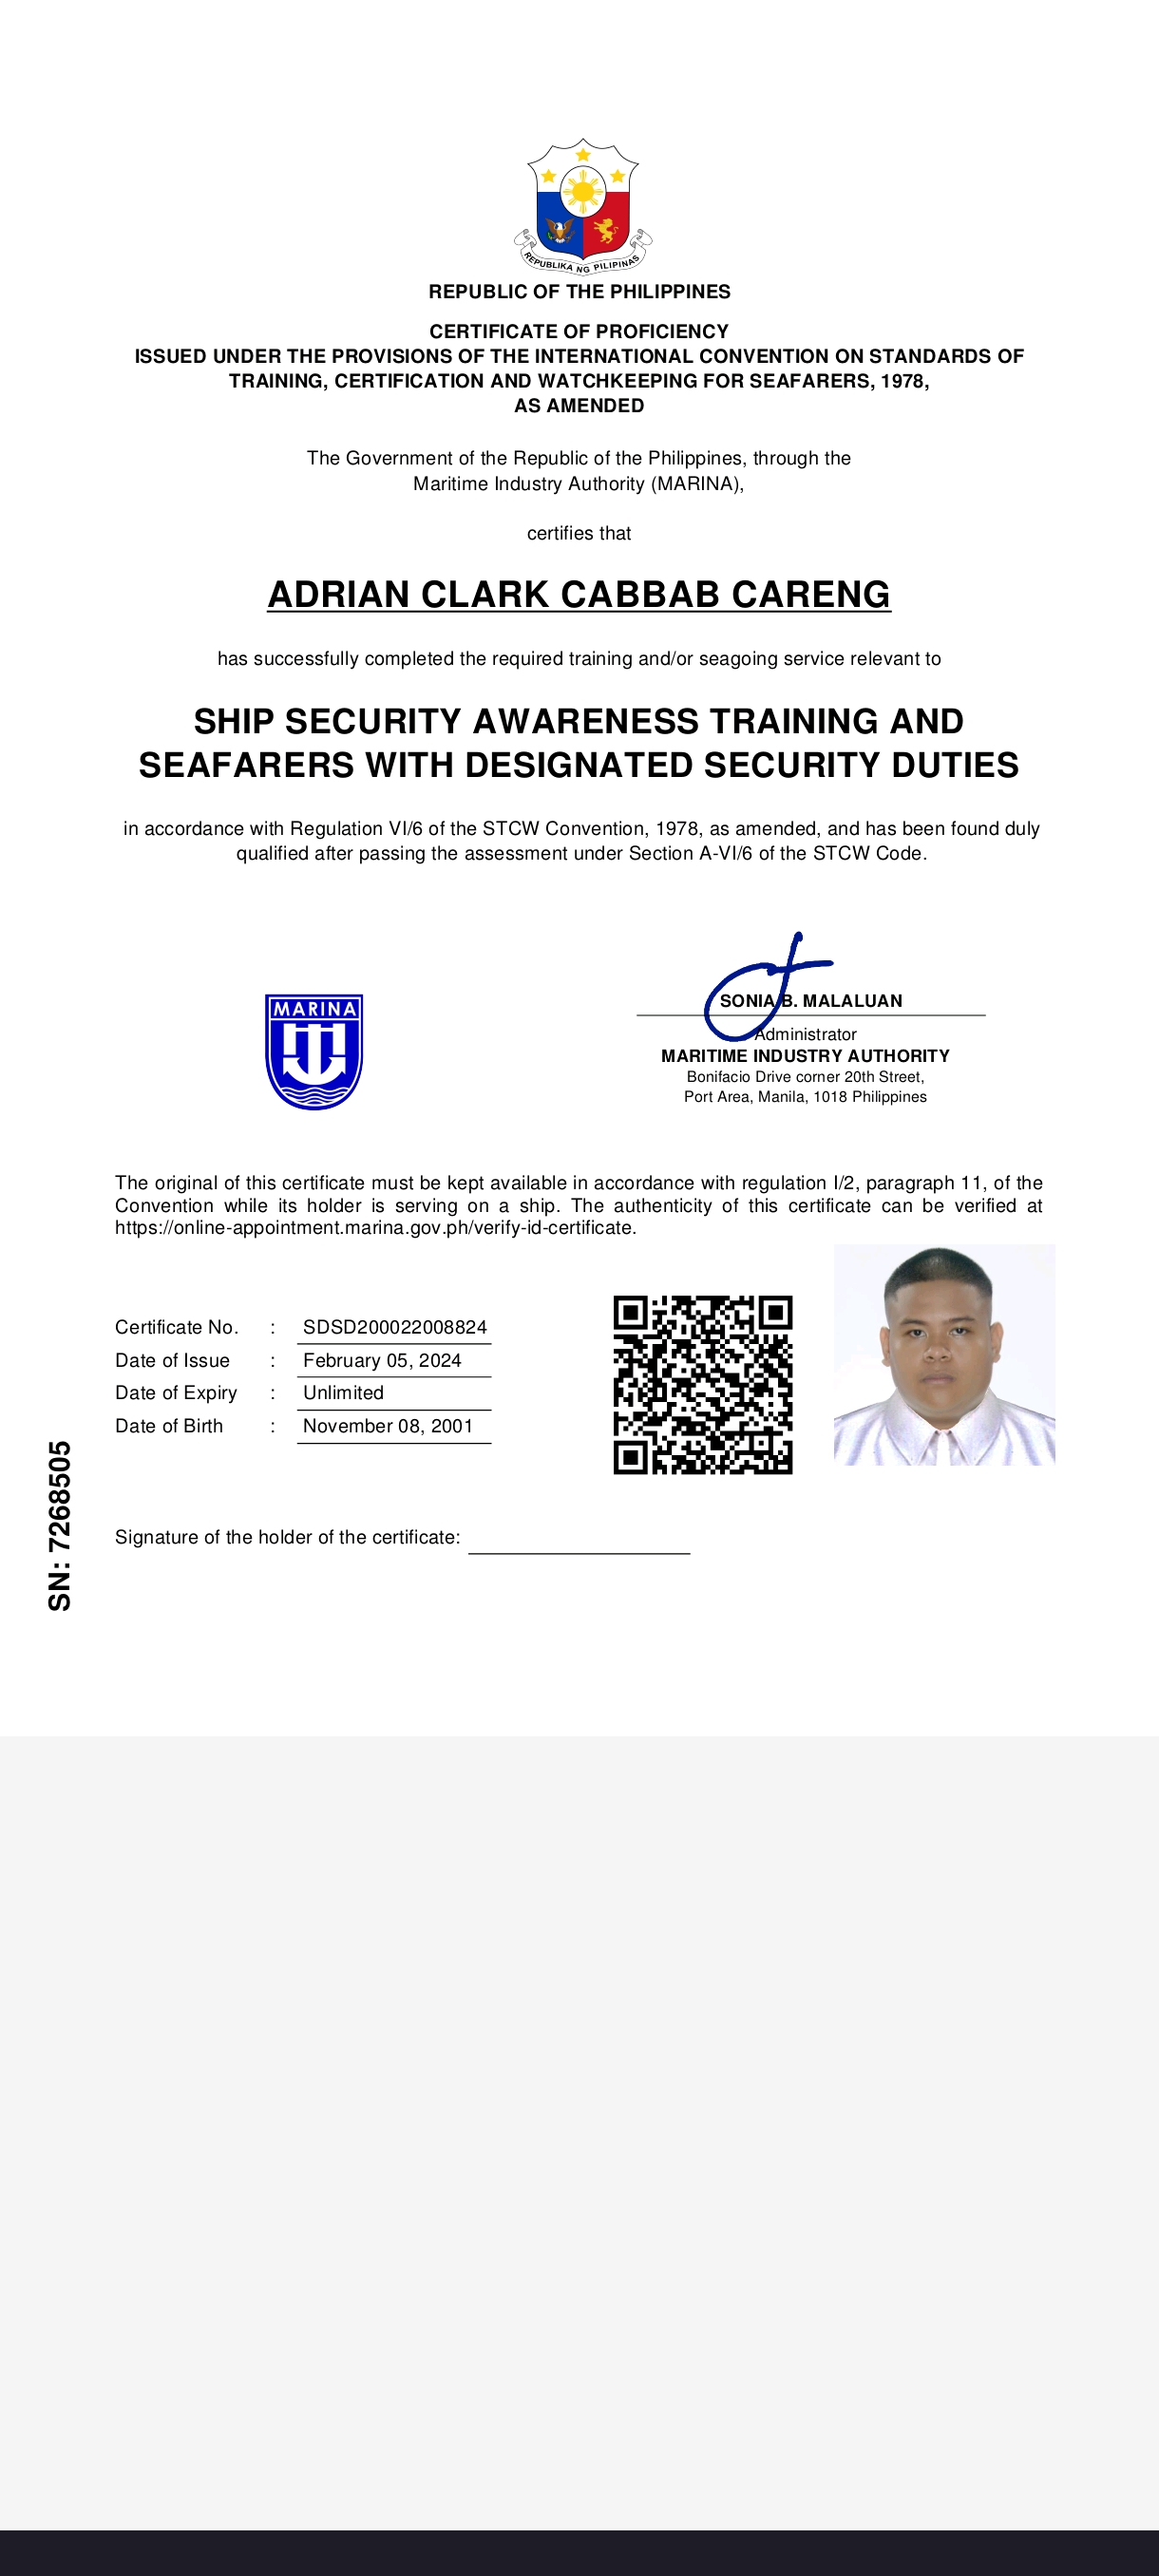 REPUBLIKA NG PILIPINAS
REPUBLIC OF THE PHILIPPINES
CERTIFICATE OF PROFICIENCY
ISSUED UNDER THE PROVISIONS OF THE INTERNATIONAL CONVENTION ON STANDARDS OF
TRAINING, CERTIFICATION AND WATCHKEEPING FOR SEAFARERS, 1978,
AS AMENDED
The Government of the Republic of the Philippines, through the
Maritime Industry Authority (MARINA),
certifies that
ADRIAN CLARK CABBAB CARENG
has successfully completed the required training and/or seagoing service relevant to
SHIP SECURITY AWARENESS TRAINING AND
SEAFARERS WITH DESIGNATED SECURITY DUTIES
in accordance with Regulation VI/6 of the STCW Convention, 1978, as amended, and has been found duly
qualified after passing the assessment under Section A-VI/6 of the STCW Code.
MARINA
SONIA B. MALALUAN
Administrator
MARITIME INDUSTRY AUTHORITY
Bonifacio Drive corner 20th Street,
Port Area, Manila, 1018 Philippines
The original of this certificate must be kept available in accordance with regulation I/2, paragraph 11, of the
Convention while its holder is serving on a ship. The authenticity of this certificate can be verified at
https://online-appointment.marina.gov.ph/verify-id-certificate.
Certificate No. : SDSD200022008824
Date of Issue : February 05, 2024
Date of Expiry : Unlimited
Date of Birth : November 08, 2001
SN: 7268505
Signature of the holder of the certificate: